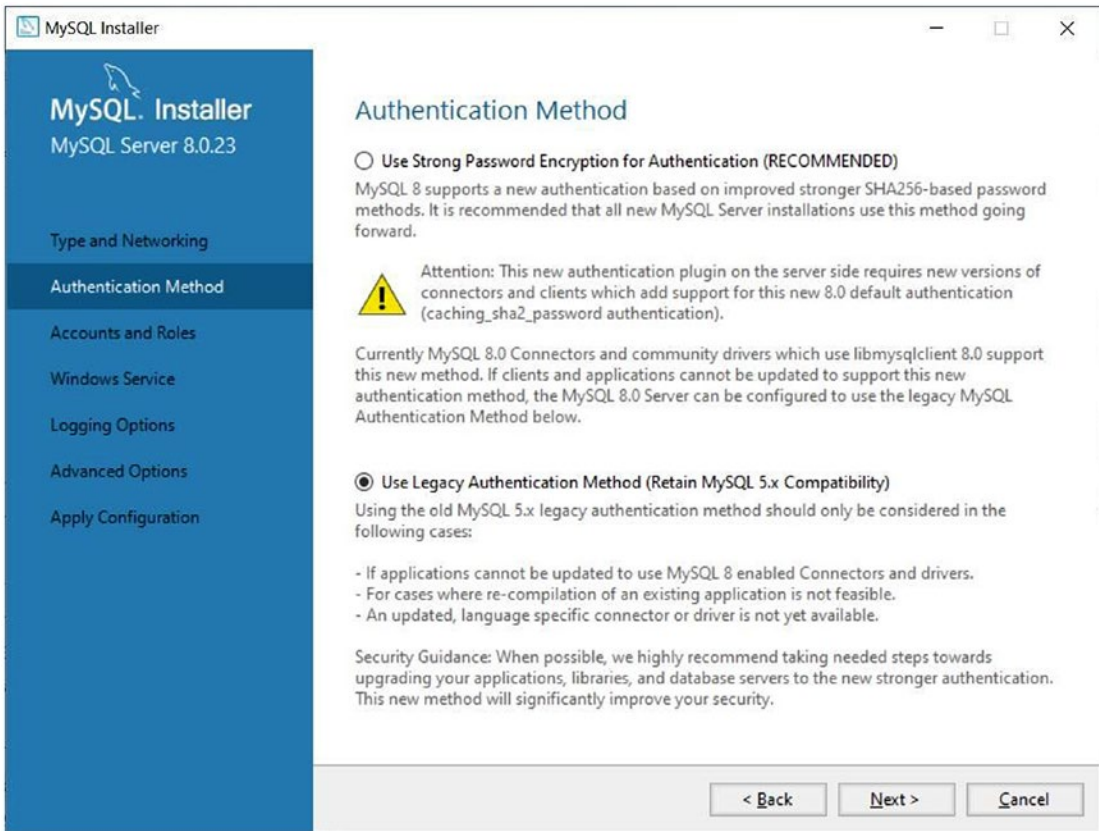 MySQL Installer
MySQL. Installer
MySQL Server 8.0.23
Type and Networking
Authentication Method
Accounts and Roles
Windows Service
Logging Options
Advanced Options
Apply Configuration
Authentication Method
Use Strong Password Encryption for Authentication (RECOMMENDED)
MySQL 8 supports a new authentication based on improved stronger SHA256-based password
methods. It is recommended that all new MySQL Server installations use this method going
forward.
Attention: This new authentication plugin on the server side requires new versions of
connectors and clients which add support for this new 8.0 default authentication
(caching_sha2_password authentication).
Currently MySQL 8.0 Connectors and community drivers which use libmysqlclient 8.0 support
this new method. If clients and applications cannot be updated to support this new
authentication method, the MySQL 8.0 Server can be configured to use the legacy MySQL
Authentication Method below.
Use Legacy Authentication Method (Retain MySQL 5.x Compatibility)
Using the old MySQL 5.x legacy authentication method should only be considered in the
following cases:
- If applications cannot be updated to use MySQL 8 enabled Connectors and drivers.
- For cases where re-compilation of an existing application is not feasible.
- An updated, language specific connector or driver is not yet available.
Security Guidance: When possible, we highly recommend taking needed steps towards
upgrading your applications, libraries, and database servers to the new stronger authentication.
This new method will significantly improve your security.
< Back
Next >
Cancel